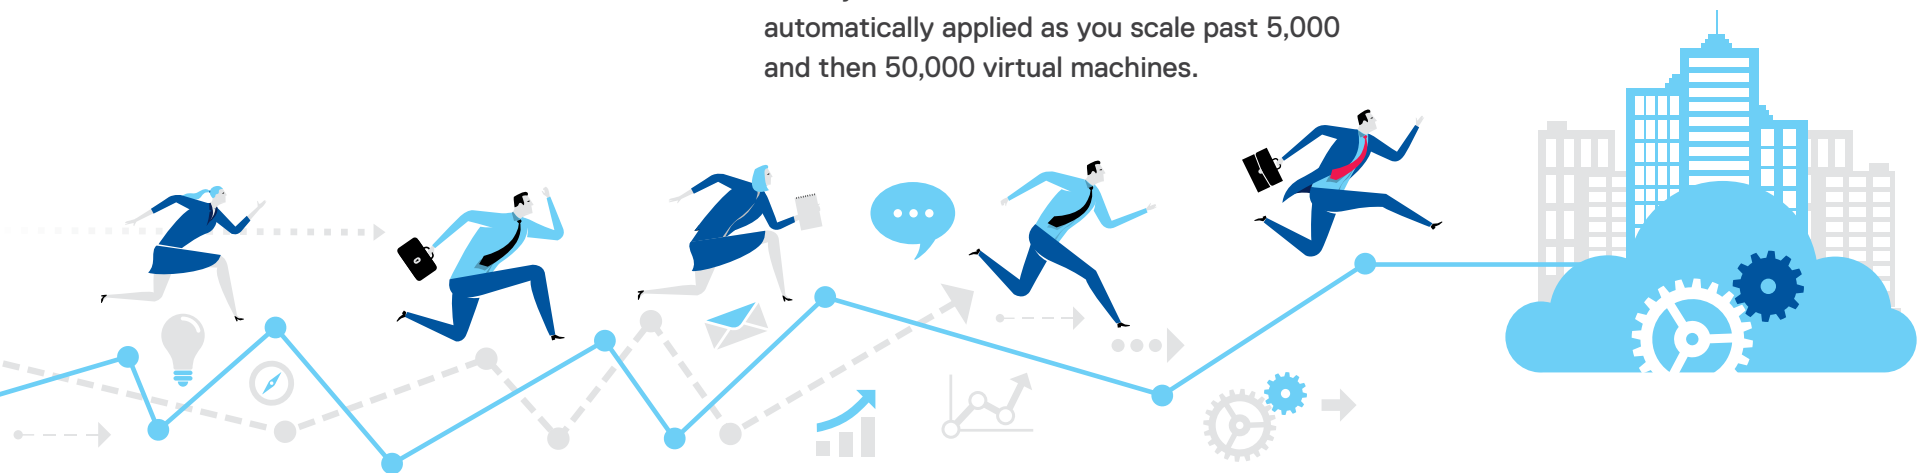 automatically applied as you scale past 5,000
and then 50,000 virtual machines.